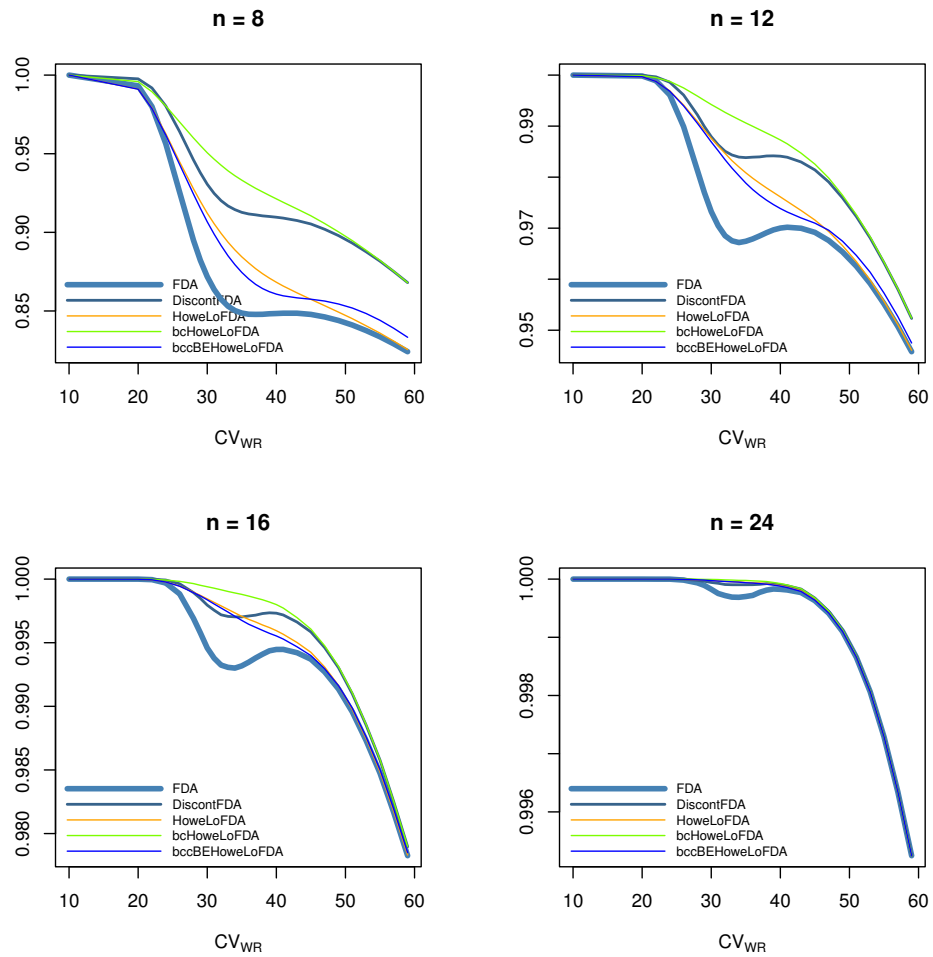 n = 8
1.00
0.95
0.90
0.85
FDA
DiscontFDA
HoweLoFDA
bcHoweLoFDA
bccBEHoweLoFDA
10 20 30 40 50 60
CVWR
n = 12
0.99
0.97
0.95
FDA
DiscontFDA
HoweLoFDA
bcHoweLoFDA
bccBEHoweLoFDA
10 20 30 40 50 60
CVWR
n = 16
1.000
0.995
0.990
0.985
0.980
FDA
DiscontFDA
HoweLoFDA
bcHoweLoFDA
bccBEHoweLoFDA
10 20 30 40 50 60
CVWR
n = 24
1.000
0.998
0.996
FDA
DiscontFDA
HoweLoFDA
bcHoweLoFDA
bccBEHoweLoFDA
10 20 30 40 50 60
CVWR